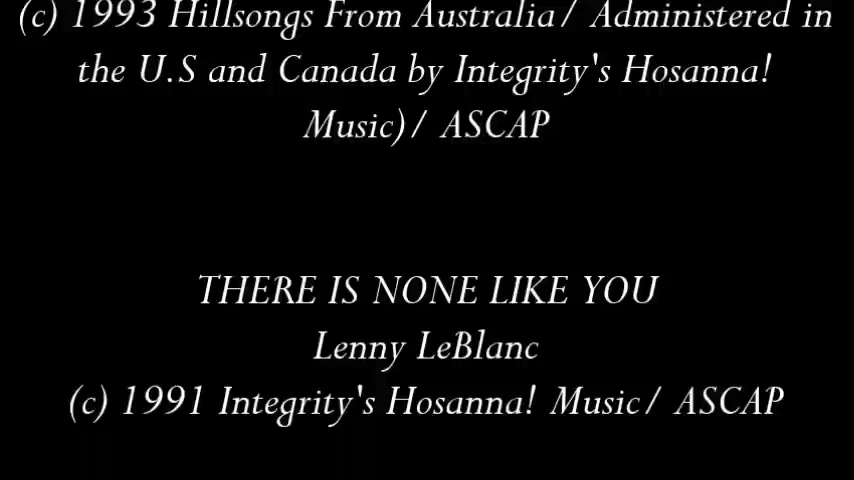 (c) 1993 Hillsongs From Australia/ Administered in
the U.S and Canada by Integrity's Hosanna!
Music)/ ASCAP
THERE IS NONE LIKE YOU
Lenny LeBlanc
(c) 1991 Integrity's Hosanna! Music/ ASCAP